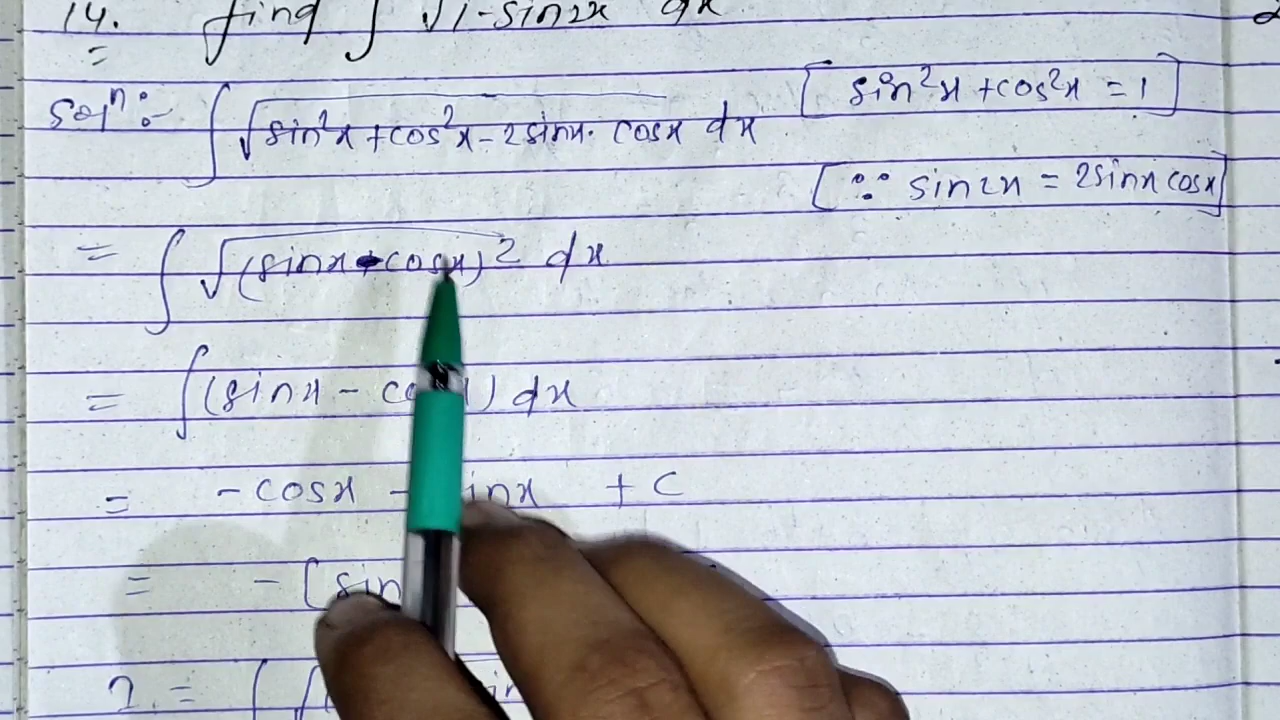 14. find ∫ √1-sin2x dx
Solⁿ:- ∫ √sin²x + cos²x - 2sinx. cosx dx [sin²x + cos²x = 1]
[∵ sin2x = 2sinx cosx]
= ∫ √(sinx - cosx)² dx
= ∫ (sinx - co x) dx
= -cosx - inx + c
= - [sin